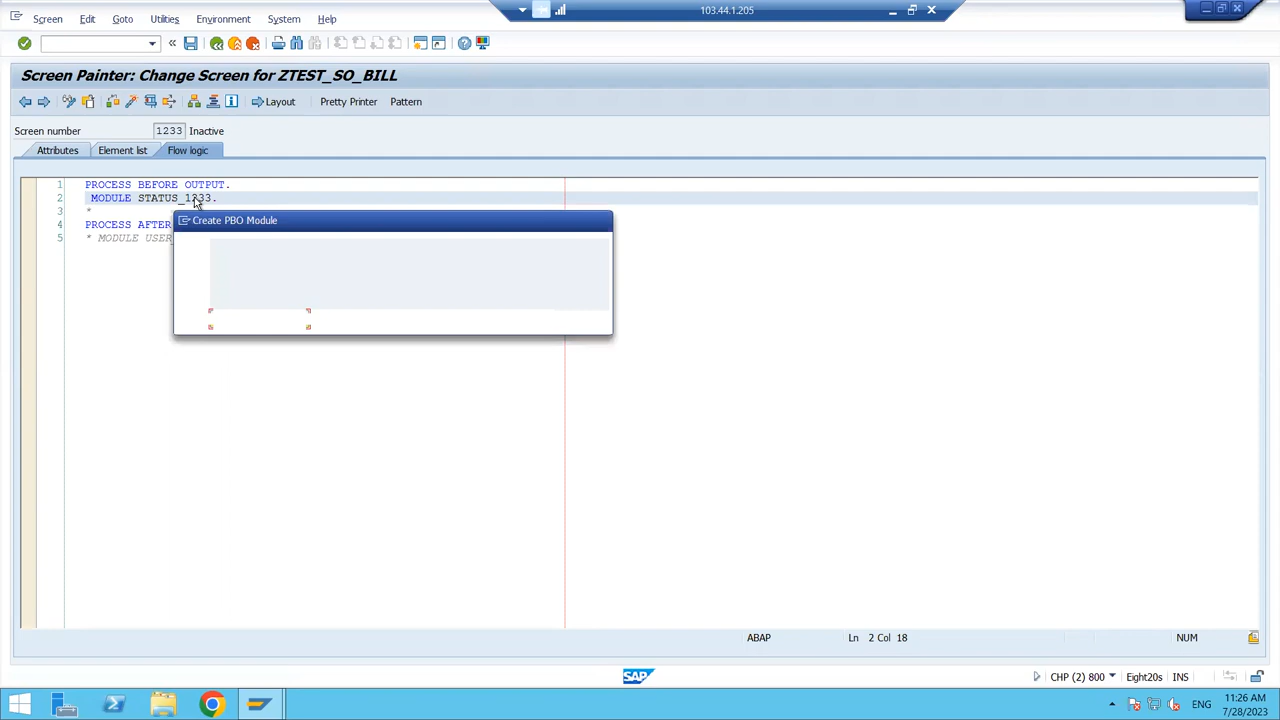 103.44.1.205
Screen Edit Goto Utilities Environment System Help
Screen Painter: Change Screen for ZTEST_SO_BILL
Layout Pretty Printer Pattern
Screen number 1233 Inactive
Attributes Element list Flow logic
1 PROCESS BEFORE OUTPUT.
2 MODULE STATUS_1233.
3 *
Create PBO Module
4 PROCESS AFTER
5 * MODULE USER
ABAP Ln 2 Col 18 NUM
SAP CHP (2) 800 Eight20s INS
11:26 AM
ENG
7/28/2023